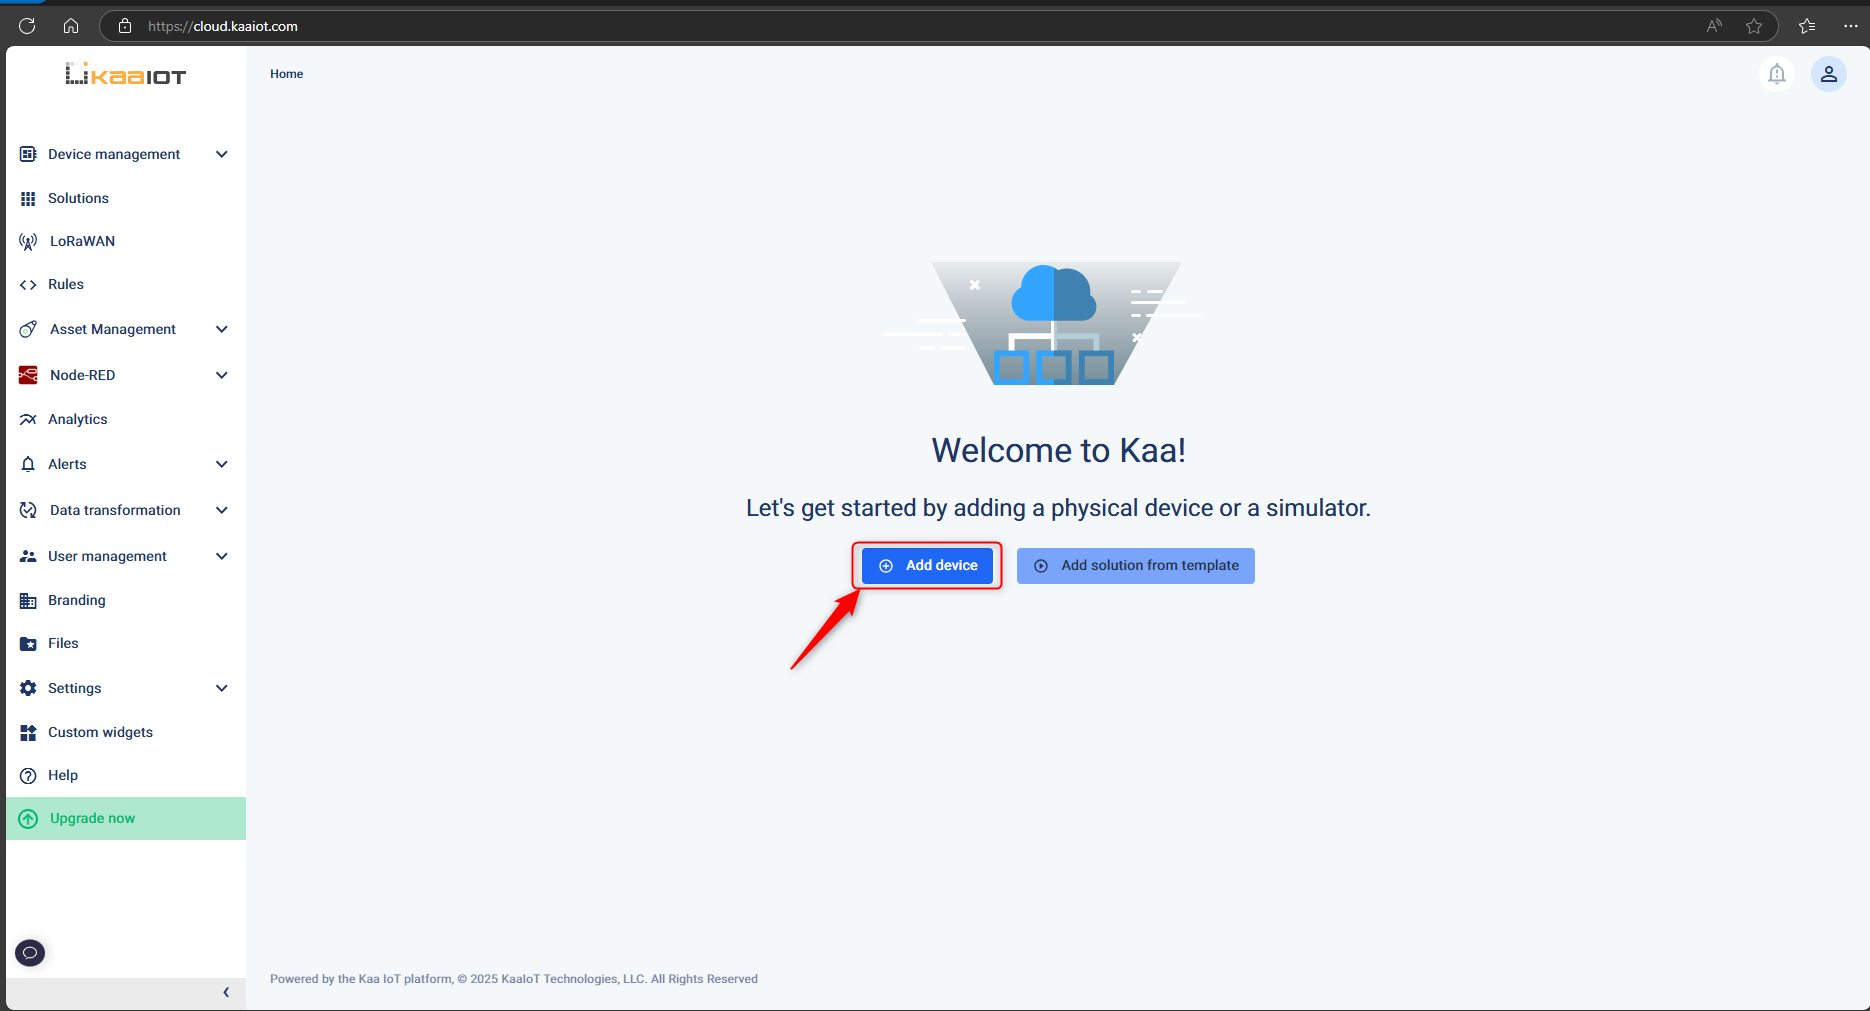 https://cloud.kaaiot.com
kaaIOT
Home
Device management
Solutions
LoRaWAN
Rules
Asset Management
Node-RED
Analytics
Alerts
Data transformation
User management
Branding
Files
Settings
Custom widgets
Help
Upgrade now
Welcome to Kaa!
Let's get started by adding a physical device or a simulator.
Add device
Add solution from template
Powered by the Kaa IoT platform, © 2025 KaaIoT Technologies, LLC. All Rights Reserved